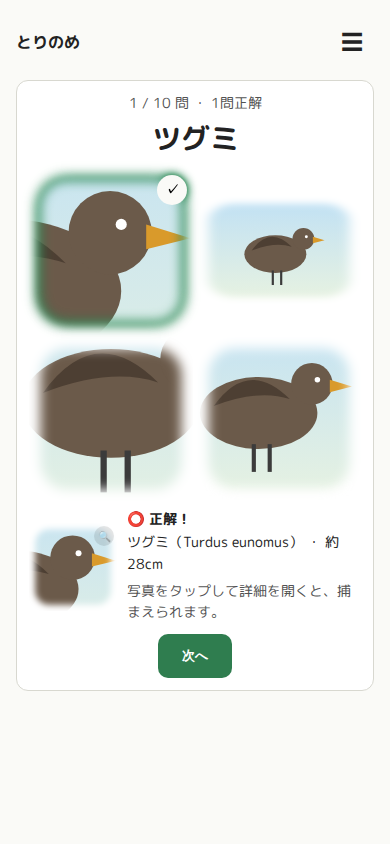 とりのめ
1 / 10 問 ・ 1問正解
ツグミ
✓
⭕ 正解！
ツグミ（Turdus eunomus） ・ 約
28cm
写真をタップして詳細を開くと、捕
まえられます。
次へ